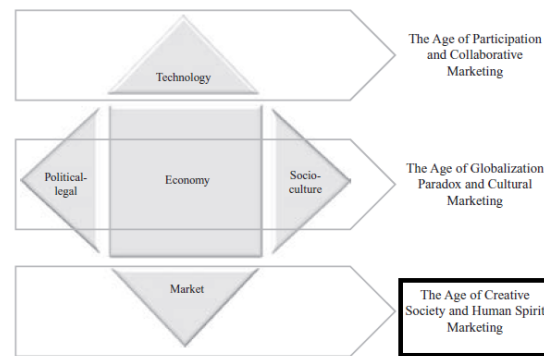 The Age of Participation
and Collaborative
Marketing
Technology
Political-
legal
Economy
Socio-
culture
The Age of Globalization
Paradox and Cultural
Marketing
Market
The Age of Creative
Society and Human Spirit
Marketing